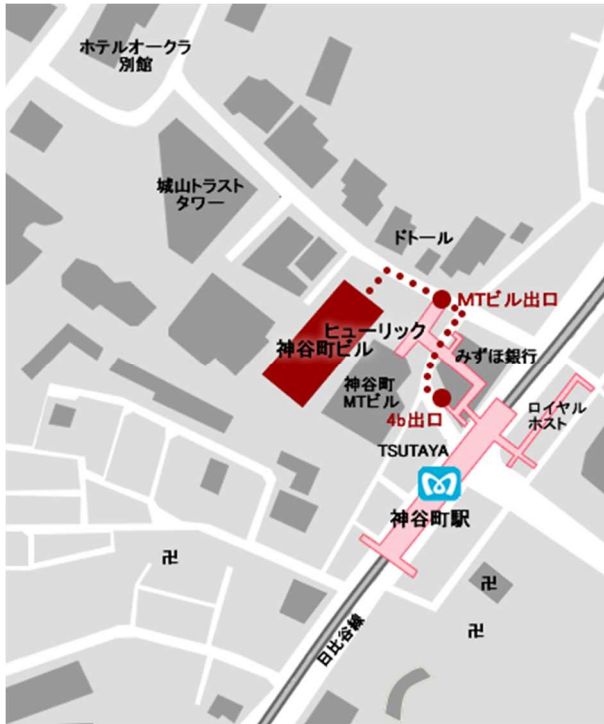 ホテルオークラ
別館
城山トラスト
タワー
ドトール
MTビル出口
ヒューリック
神谷町ビル
みずほ銀行
神谷町
MTビル
4b出口
ロイヤル
ホスト
TSUTAYA
神谷町駅
卍
卍
卍
日比谷線